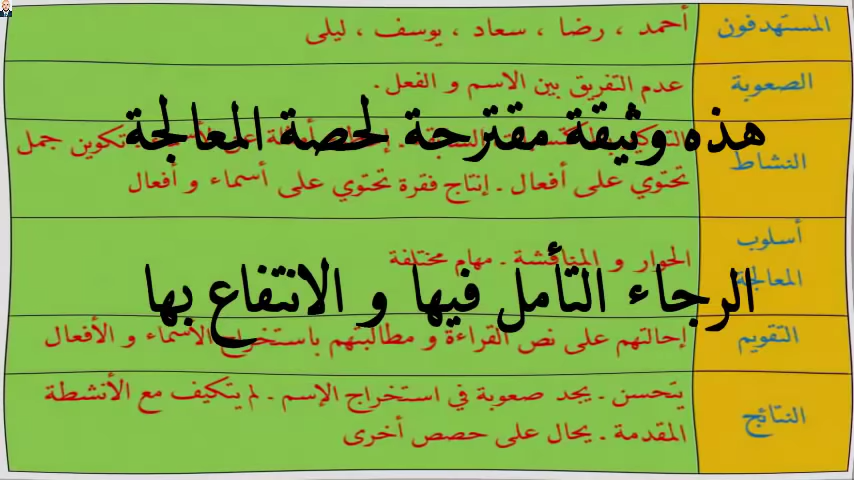 المستهدفون
أحمد ، رضا ، سعاد ، يوسف ، ليلى
الصعوبة
عدم التفريق بين الاسم و الفعل.
هذه وثيقة مقترحة لحصة المعالجة
النشاط
تكوين جمل
تحتوي على أفعال ـ إنتاج فقرة تحتوي على أسماء و أفعال
أسلوب
المعالجة
الحوار و المناقشة ـ مهام مختلفة
الرجاء التأمل فيها و الانتفاع بها
التقويم
إحالتهم على نص القراءة و مطالبتهم باستخراج الأسماء و الأفعال
النتائج
يتحسن ـ يجد صعوبة في استخراج الإسم ـ لم يتكيف مع الأنشطة
المقدمة ـ يحال على حصص أخرى